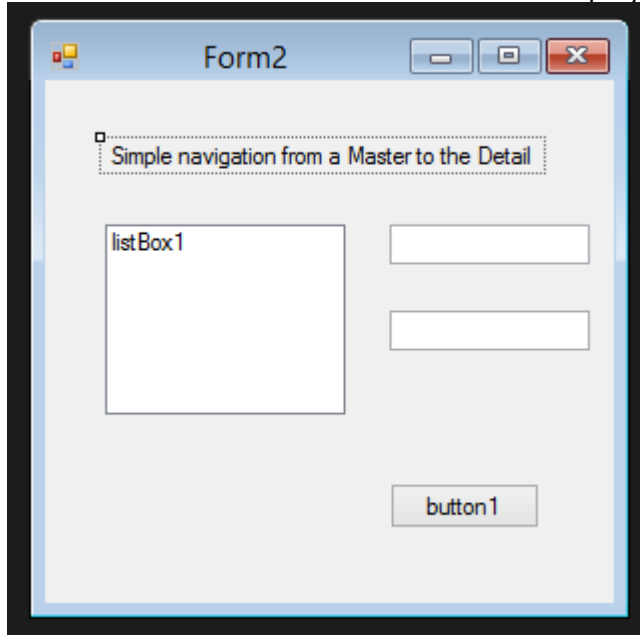 Form2
Simple navigation from a Master to the Detail
listBox1
button1